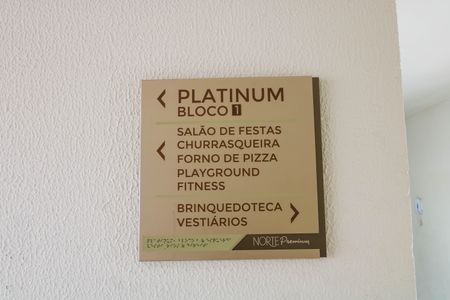 PLATINUM
BLOCO 1
SALÃO DE FESTAS
CHURRASQUEIRA
FORNO DE PIZZA
PLAYGROUND
FITNESS
BRINQUEDOTECA
VESTIÁRIOS
NORTE Premium